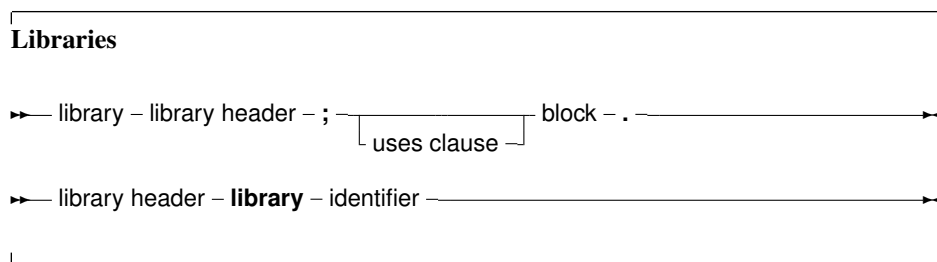 Libraries
library – library header – ; – block – . –
uses clause –
library header – library – identifier –